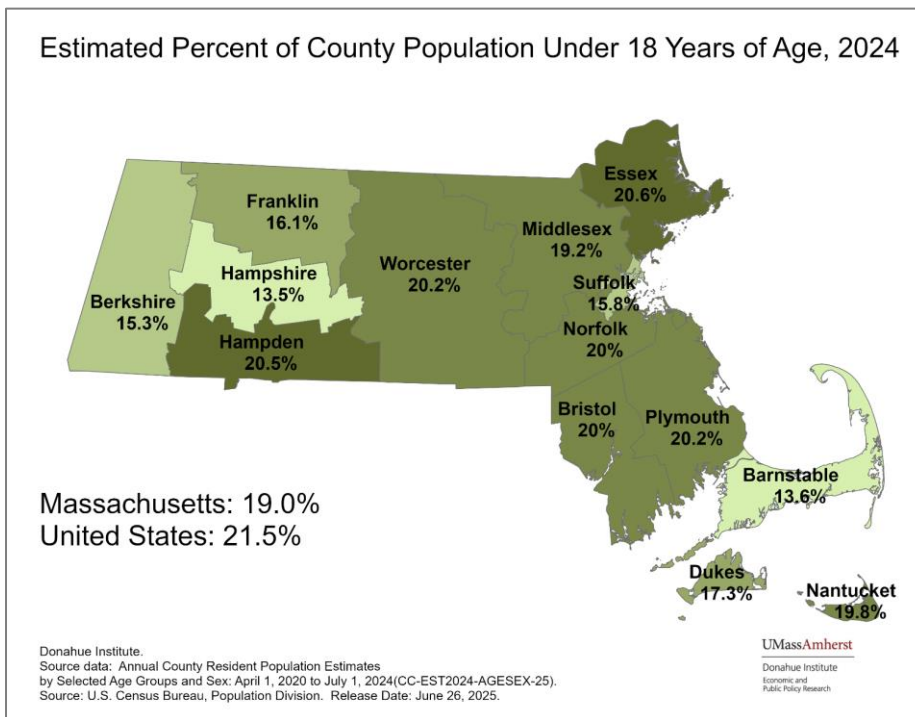 Estimated Percent of County Population Under 18 Years of Age, 2024
Essex
20.6%
Franklin
16.1%
Middlesex
19.2%
Worcester
20.2%
Hampshire
13.5%
Suffolk
15.8%
Berkshire
15.3%
Norfolk
20%
Hampden
20.5%
Bristol
20%
Plymouth
20.2%
Barnstable
13.6%
Massachusetts: 19.0%
United States: 21.5%
Dukes
17.3%
Nantucket
19.8%
Donahue Institute.
Source data: Annual County Resident Population Estimates
by Selected Age Groups and Sex: April 1, 2020 to July 1, 2024(CC-EST2024-AGESEX-25).
Source: U.S. Census Bureau, Population Division. Release Date: June 26, 2025.
UMassAmherst
Donahue Institute
Economic and
Public Policy Research